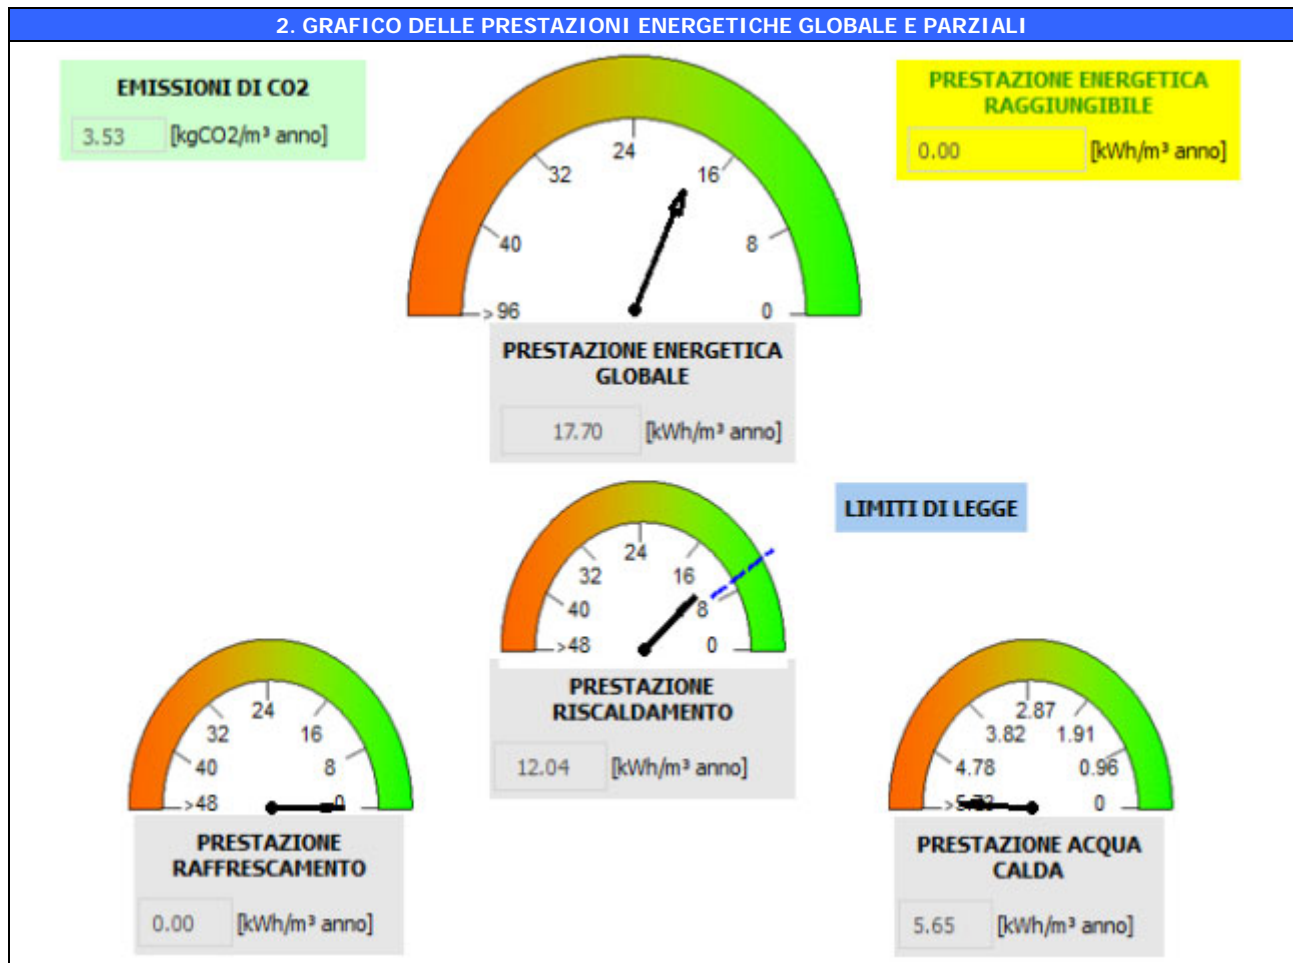 2. GRAFICO DELLE PRESTAZIONI ENERGETICHE GLOBALE E PARZIALI
EMISSIONI DI CO2
3.53 [kgCO2/m³ anno]
PRESTAZIONE ENERGETICA
RAGGIUNGIBILE
0.00 [kWh/m³ anno]
24
32
16
40
8
>96
0
PRESTAZIONE ENERGETICA
GLOBALE
17.70 [kWh/m³ anno]
LIMITI DI LEGGE
24
32
16
40
8
>48
0
PRESTAZIONE
RISCALDAMENTO
12.04 [kWh/m³ anno]
24
32
16
40
8
>48
0
PRESTAZIONE
RAFFRESCAMENTO
0.00 [kWh/m³ anno]
2.87
3.82
1.91
4.78
0.96
0
PRESTAZIONE ACQUA
CALDA
5.65 [kWh/m³ anno]